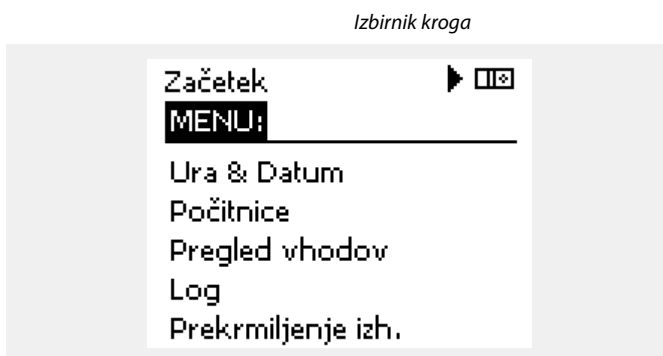 Izbirnik kroga
Začetek
MENU:
Ura & Datum
Počitnice
Pregled vhodov
Log
Prekrmiljenje izh.